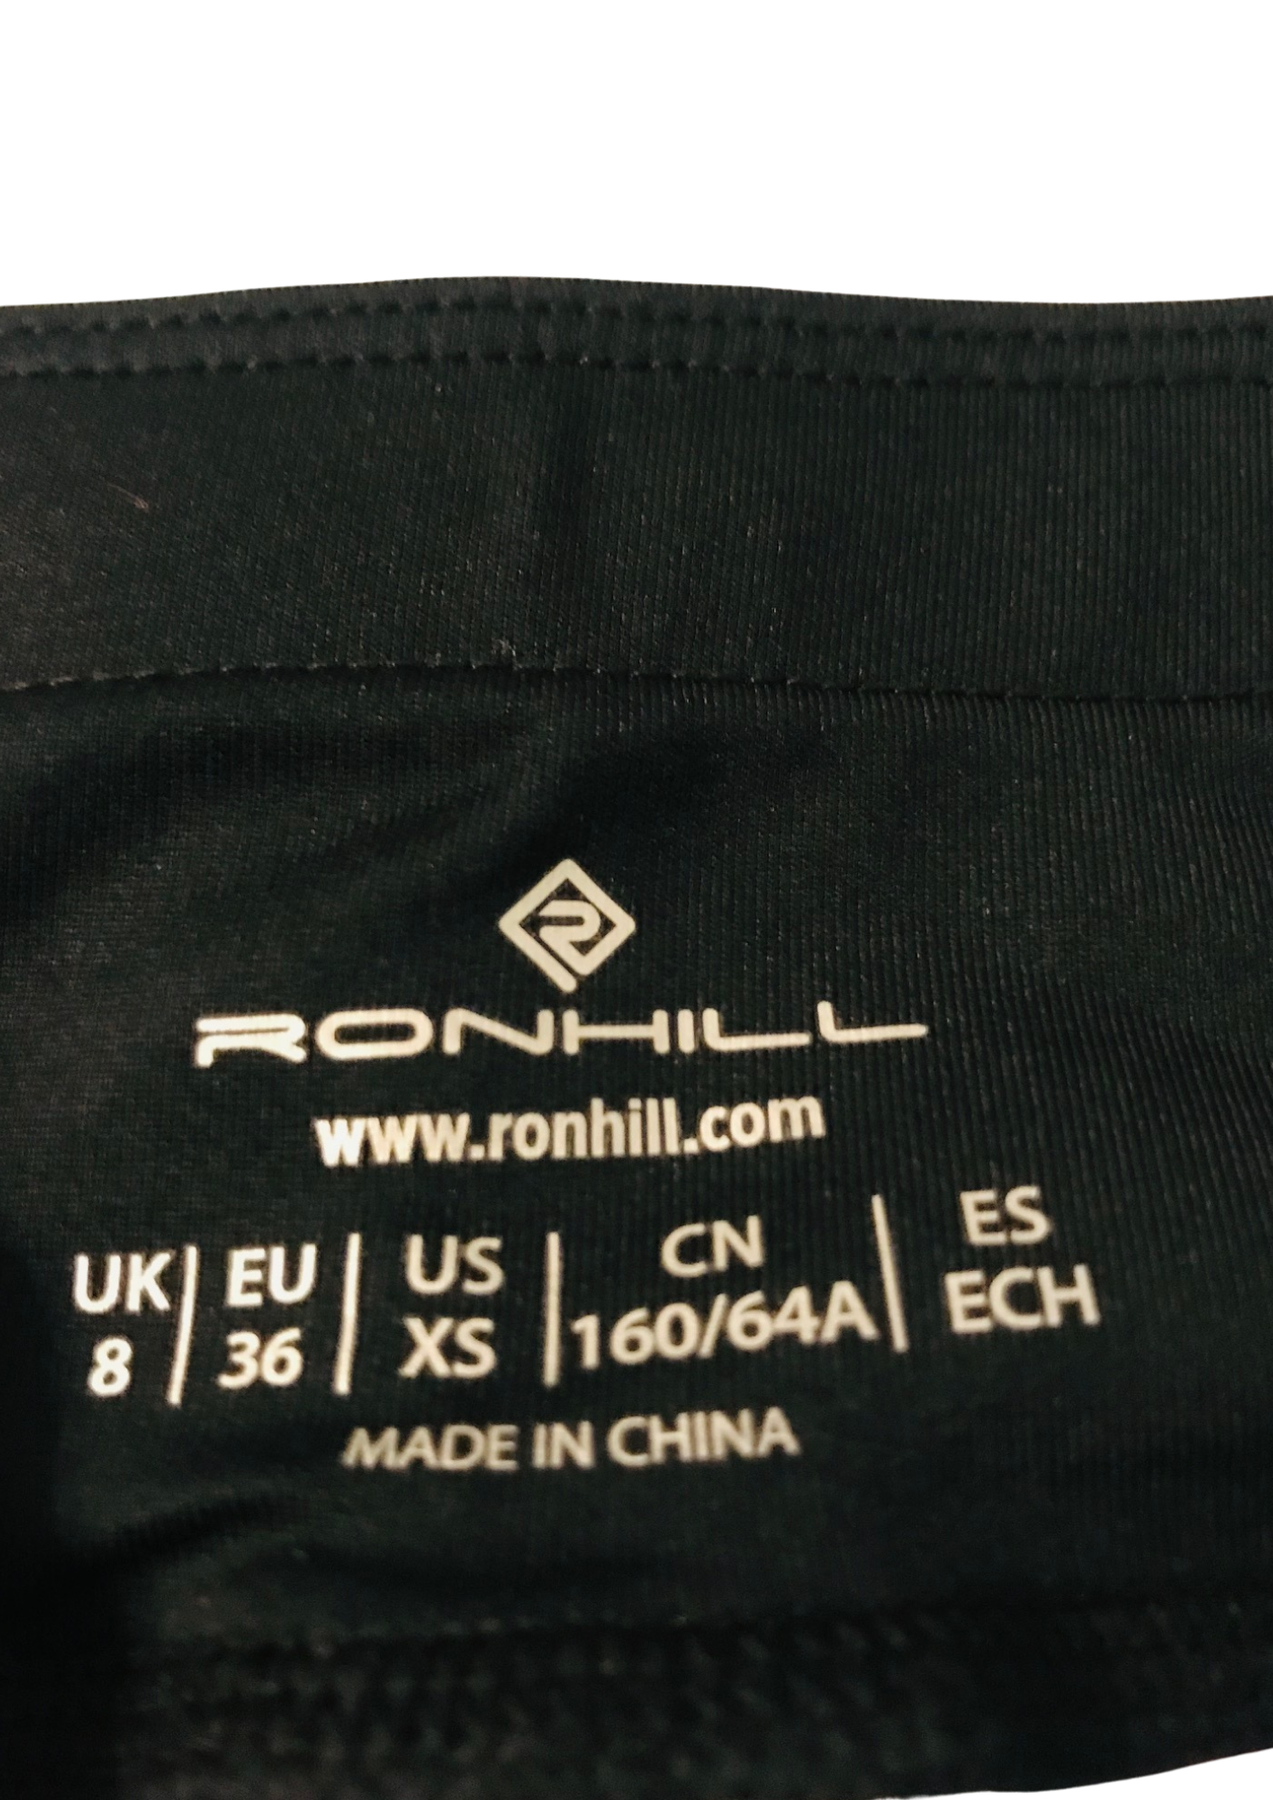 RONHILL
www.ronhill.com
UK | EU | US | CN | ES
8 | 36 | XS | 160/64A | ECH
MADE IN CHINA